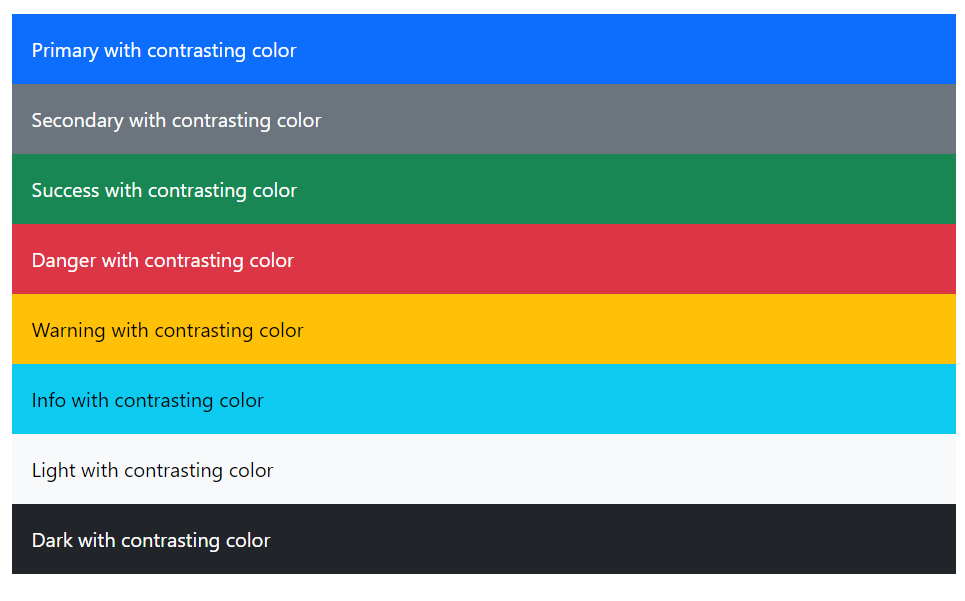 Primary with contrasting color
Secondary with contrasting color
Success with contrasting color
Danger with contrasting color
Warning with contrasting color
Info with contrasting color
Light with contrasting color
Dark with contrasting color